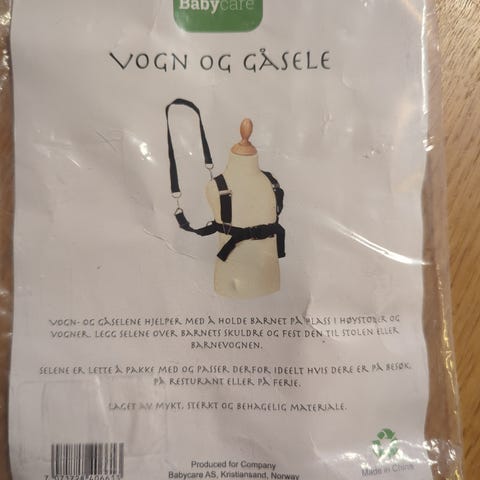 Babycare
VOGN OG GÅSELE
VOGN- OG GÅSELENE HJELPER MED Å HOLDE BARNET PÅ PLASS I HØYSTOLER OG
VOGNER. LEGG SELENE OVER BARNETS SKULDRE OG FEST DEN TIL STOLEN ELLER
BARNEVOGNEN.
SELENE ER LETTE Å PAKKE MED OG PASSER DERFOR IDEELT HVIS DERE ER PÅ BESØK,
PÅ RESTURANT ELLER PÅ FERIE.
LAGET AV MYKT, STERKT OG BEHAGELIG MATERIALE.
Produced for Company
Babycare AS, Kristiansand, Norway
Made in China